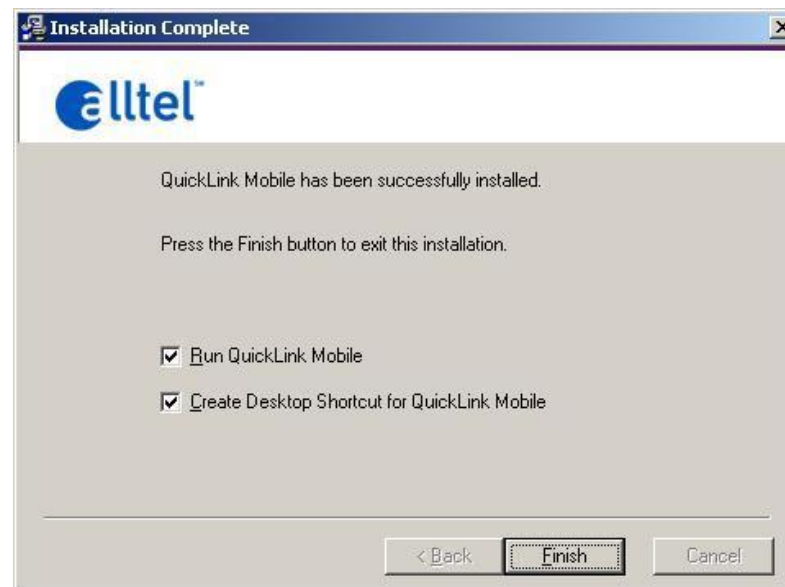 Installation Complete
alltel℠
QuickLink Mobile has been successfully installed.
Press the Finish button to exit this installation.
Run QuickLink Mobile
Create Desktop Shortcut for QuickLink Mobile
< Back Finish Cancel